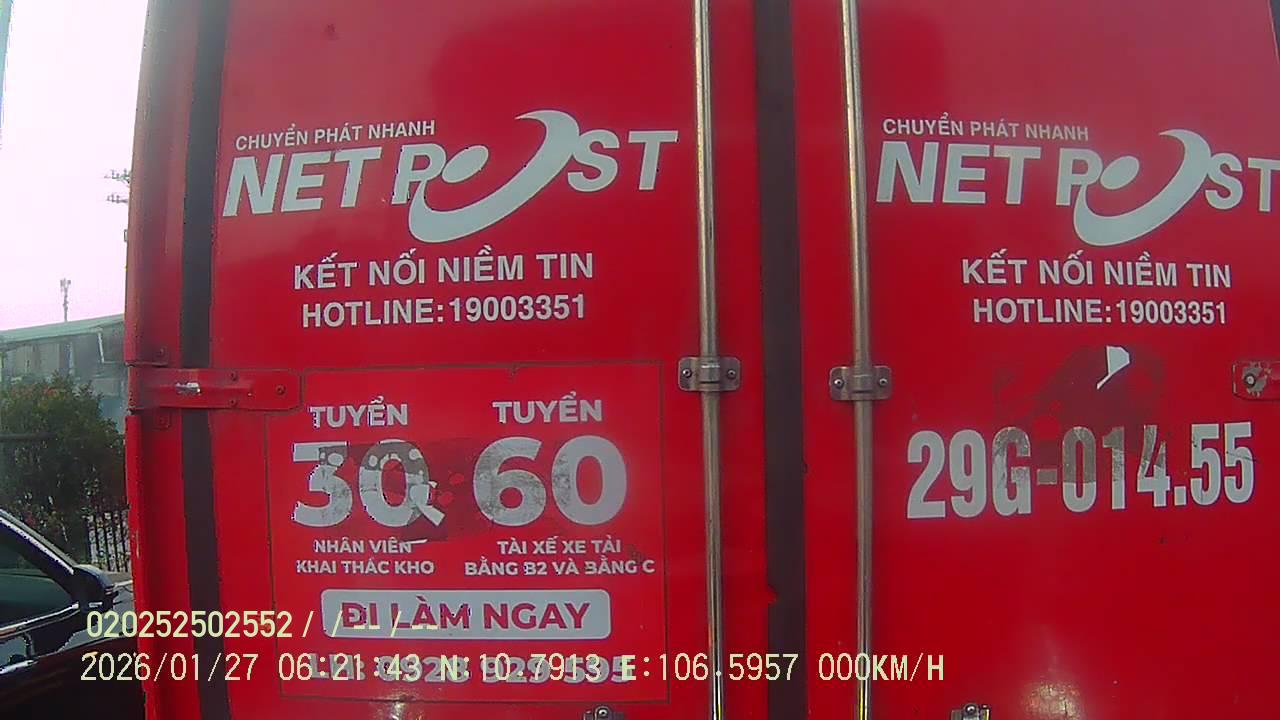 CHUYỂN PHÁT NHANH
NET POST
KẾT NỐI NIỀM TIN
HOTLINE:19003351
TUYỂN
30
NHÂN VIÊN
KHAI THÁC KHO
TUYỂN
60
TÀI XẾ XE TẢI
BẰNG B2 VÀ BẰNG C
ĐI LÀM NGAY
0928 929 595
CHUYỂN PHÁT NHANH
NET POST
KẾT NỐI NIỀM TIN
HOTLINE:19003351
29G-014.55
020252502552/ /-- /--
2026/01/27 06:21:43 N:10.7913 E:106.5957 000KM/H